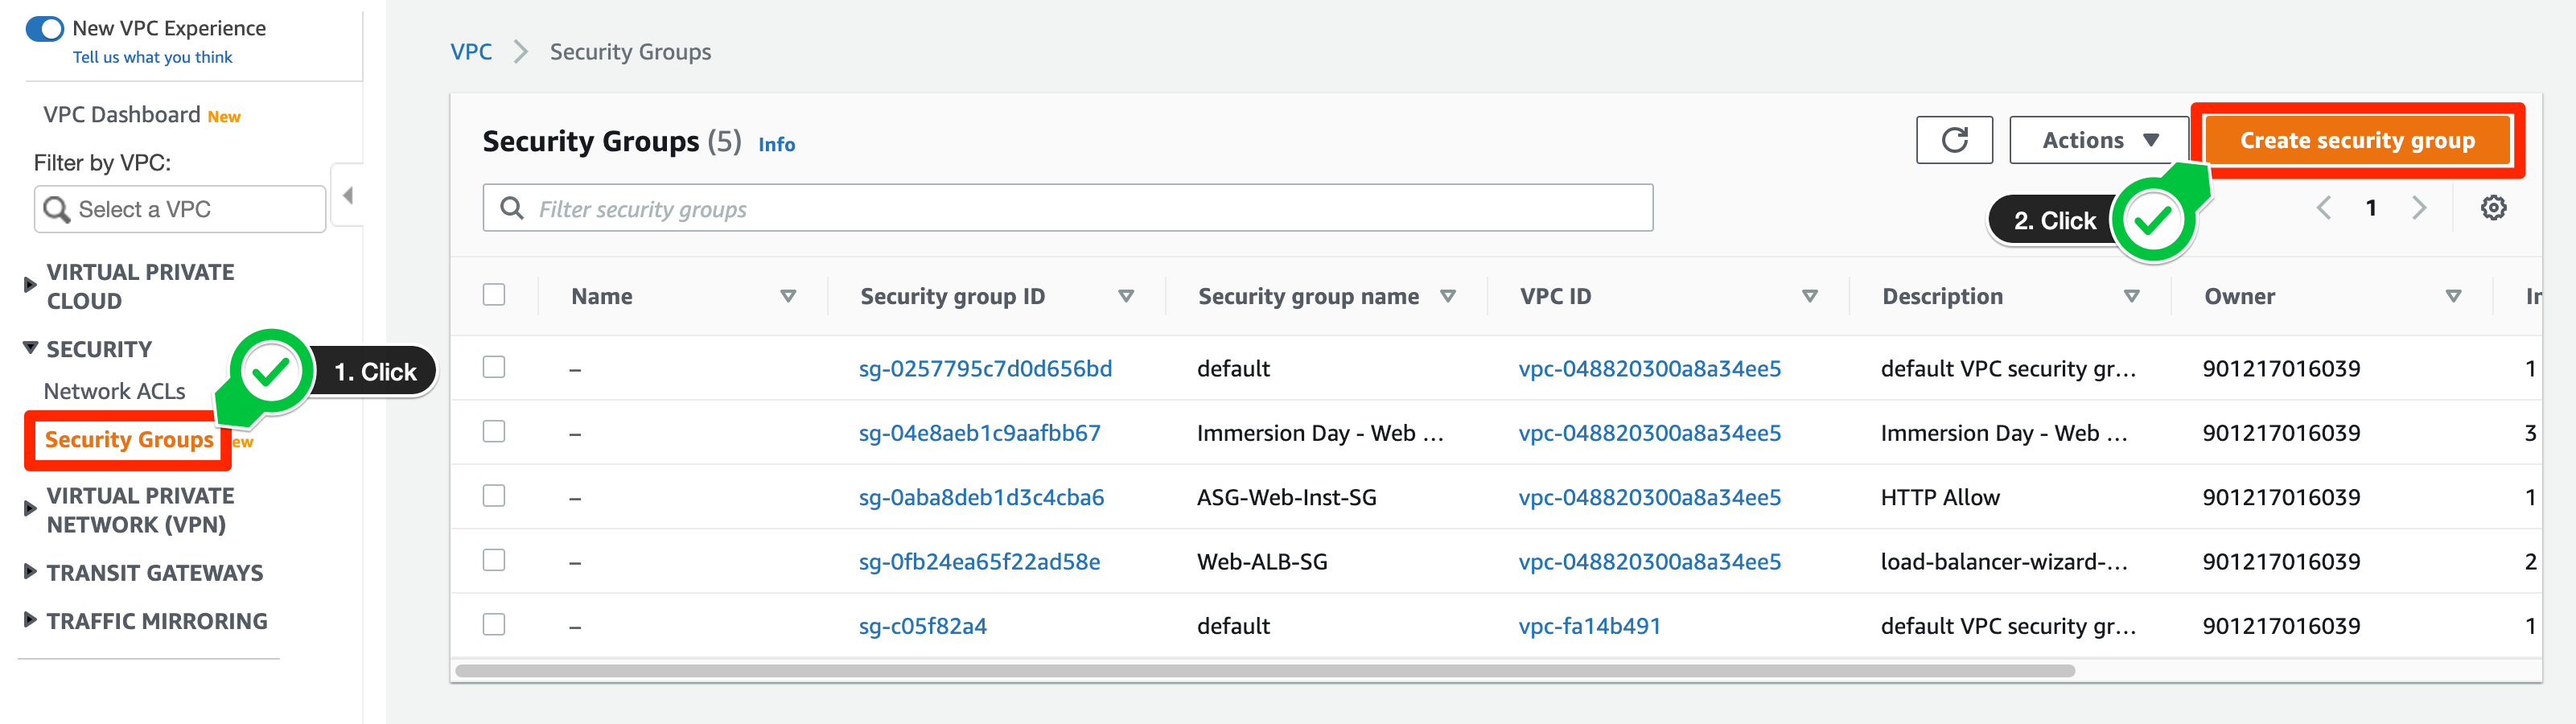 New VPC Experience
Tell us what you think
VPC Dashboard New
Filter by VPC:
Select a VPC
VIRTUAL PRIVATE
CLOUD
SECURITY
1. Click
Network ACLs
Security Groups ew
VIRTUAL PRIVATE
NETWORK (VPN)
TRANSIT GATEWAYS
TRAFFIC MIRRORING
VPC Security Groups
Security Groups (5) Info
Actions
Create security group
Filter security groups
2. Click
1
Name Security group ID Security group name VPC ID Description Owner In
– sg-0257795c7d0d656bd default vpc-048820300a8a34ee5 default VPC security gr... 901217016039 1
– sg-04e8aeb1c9aafbb67 Immersion Day - Web ... vpc-048820300a8a34ee5 Immersion Day - Web ... 901217016039 3
– sg-0aba8deb1d3c4cba6 ASG-Web-Inst-SG vpc-048820300a8a34ee5 HTTP Allow 901217016039 1
– sg-0fb24ea65f22ad58e Web-ALB-SG vpc-048820300a8a34ee5 load-balancer-wizard-... 901217016039 2
– sg-c05f82a4 default vpc-fa14b491 default VPC security gr... 901217016039 1